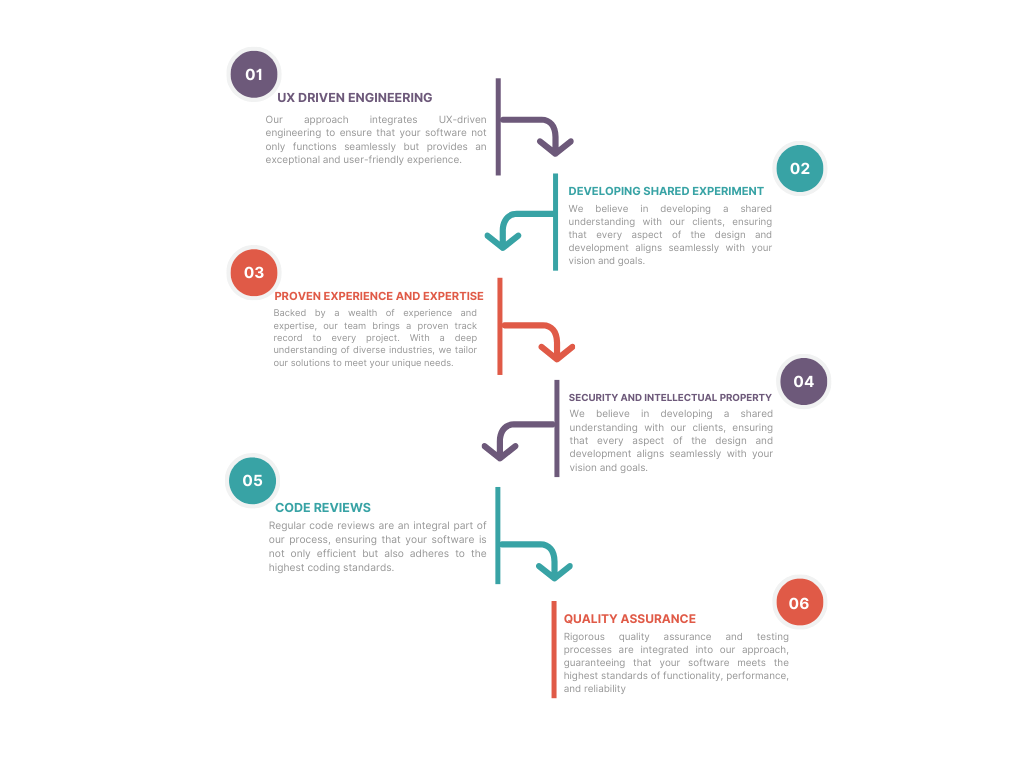 01
UX DRIVEN ENGINEERING
Our approach integrates UX-driven
engineering to ensure that your software not
only functions seamlessly but provides an
exceptional and user-friendly experience.
02
DEVELOPING SHARED EXPERIMENT
We believe in developing a shared
understanding with our clients, ensuring
that every aspect of the design and
development aligns seamlessly with your
vision and goals.
03
PROVEN EXPERIENCE AND EXPERTISE
Backed by a wealth of experience and
expertise, our team brings a proven track
record to every project. With a deep
understanding of diverse industries, we tailor
our solutions to meet your unique needs.
04
SECURITY AND INTELLECTUAL PROPERTY
We believe in developing a shared
understanding with our clients, ensuring
that every aspect of the design and
development aligns seamlessly with your
vision and goals.
05
CODE REVIEWS
Regular code reviews are an integral part of
our process, ensuring that your software is
not only efficient but also adheres to the
highest coding standards.
06
QUALITY ASSURANCE
Rigorous quality assurance and testing
processes are integrated into our approach,
guaranteeing that your software meets the
highest standards of functionality, performance,
and reliability